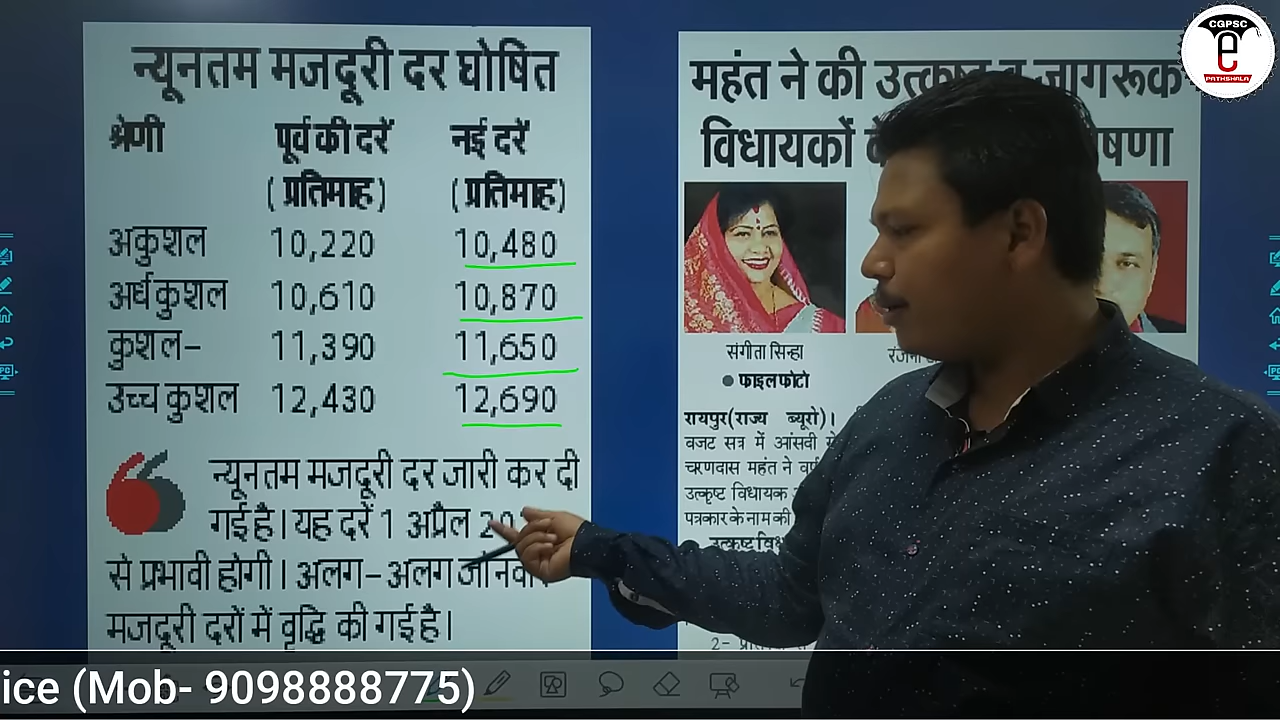 न्यूनतम मजदूरी दर घोषित
श्रेणी पूर्व की दरें नई दरें
(प्रतिमाह) (प्रतिमाह)
अकुशल 10,220 10,480
अर्धकुशल 10,610 10,870
कुशल- 11,390 11,650
उच्च कुशल 12,430 12,690
न्यूनतम मजदूरी दर जारी कर दी
गई है। यह दरें 1 अप्रैल
से प्रभावी होगी। अलग-अलग
मजदूरी दरों में वृद्धि की गई है।
महंत ने की उत्कृष्ट व जागरूक
विधायकों
संगीता सिन्हा
फाइल फोटो
रायपुर(राज्य ब्यूरो)।
बजट सत्र में आंसवी
चरणदास महंत ने
उत्कृष्ट विधायक
पत्रकार के नाम की
CGPSC
e
PATHSHALA
ice (Mob- 9098888775)